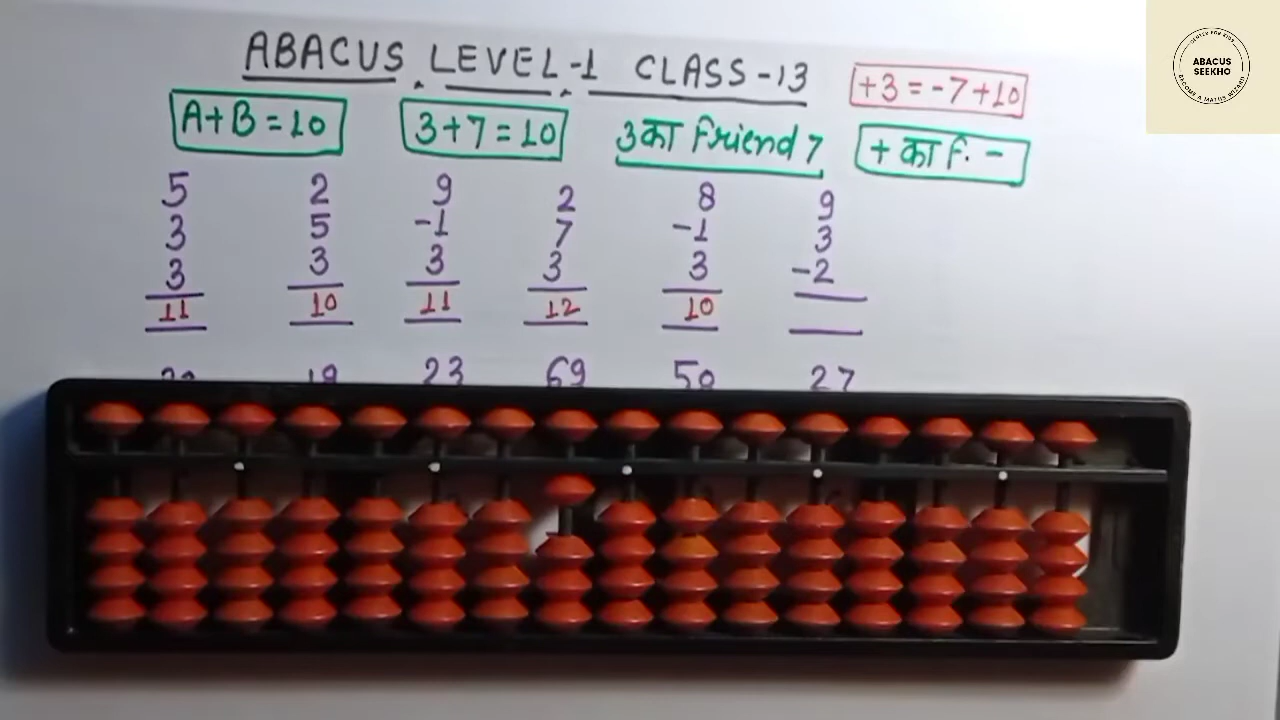 ABACUS LEVEL-1 CLASS-13
+3 = -7+10
A+B=10
3+7=10
3का Friend 7
+ का F. -
5 2 9 2 8 9
3 5 -1 7 -1 3
3 3 3 3 3 -2
11 10 11 12 10
19 23 69 50 27
ABACUS
SEEKHO